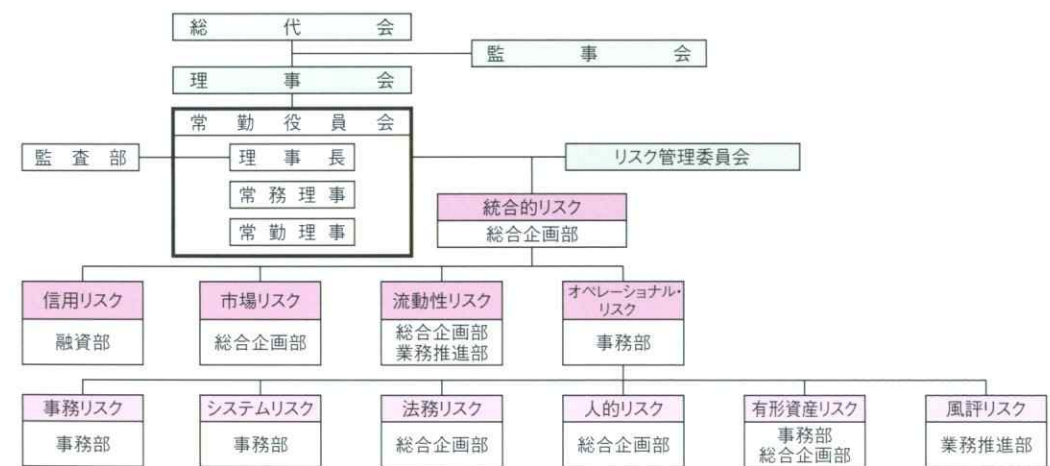 総代会
監事会
理事会
常勤役員会
監査部
理事長
リスク管理委員会
常務理事
常勤理事
統合的リスク
総合企画部
信用リスク
融資部
市場リスク
総合企画部
流動性リスク
総合企画部
業務推進部
オペレーショナル・
リスク
事務部
事務リスク
事務部
システムリスク
事務部
法務リスク
総合企画部
人的リスク
総合企画部
有形資産リスク
事務部
総合企画部
風評リスク
業務推進部